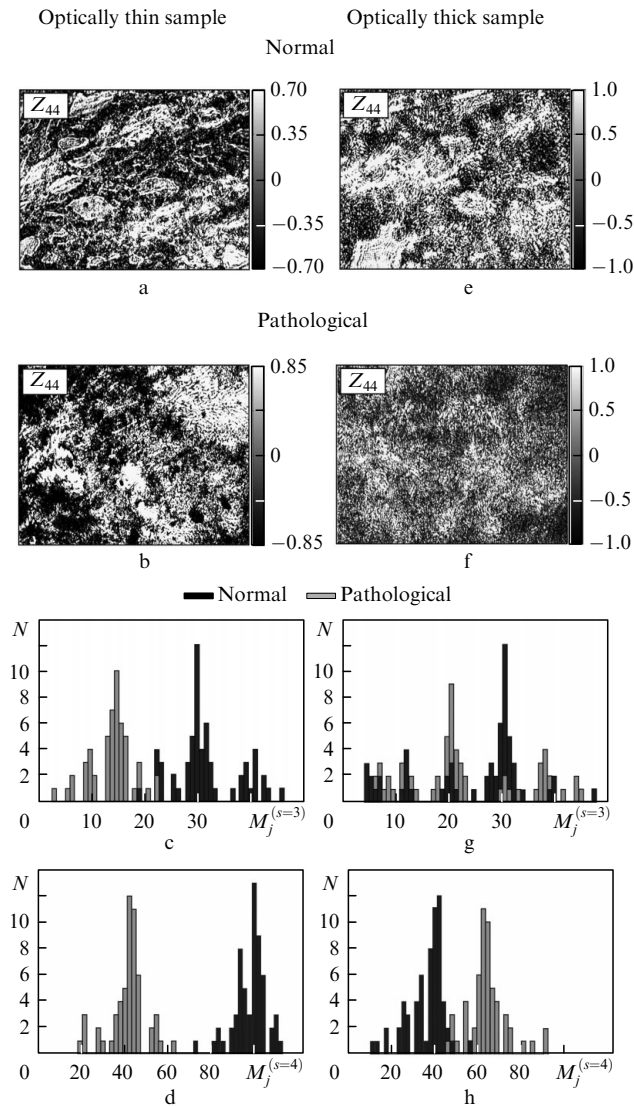 Optically thin sample Optically thick sample
Normal
Z44 0.70 Z44 1.0
0.35 0.5
0 0
−0.35 −0.5
−0.70 −1.0
a e
Pathological
Z44 0.85 Z44 1.0
0.5
0 0
−0.5
−0.85 −1.0
b f
Normal Pathological
N N
10 10
8 8
6 6
4 4
2 2
0 10 20 30 M_j^(s=3) 0 10 20 30 M_j^(s=3)
c g
N N
10 10
8 8
6 6
4 4
2 2
0 20 40 60 80 M_j^(s=4) 0 20 40 60 80 M_j^(s=4)
d h